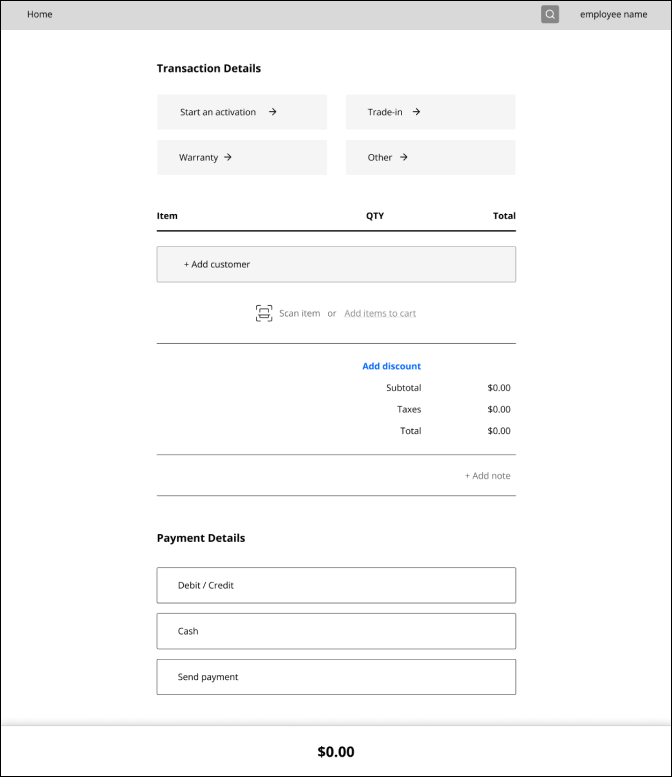 Home employee name
Transaction Details
Start an activation → Trade-in →
Warranty → Other →
Item QTY Total
+ Add customer
Scan item or Add items to cart
Add discount
Subtotal $0.00
Taxes $0.00
Total $0.00
+ Add note
Payment Details
Debit / Credit
Cash
Send payment
$0.00